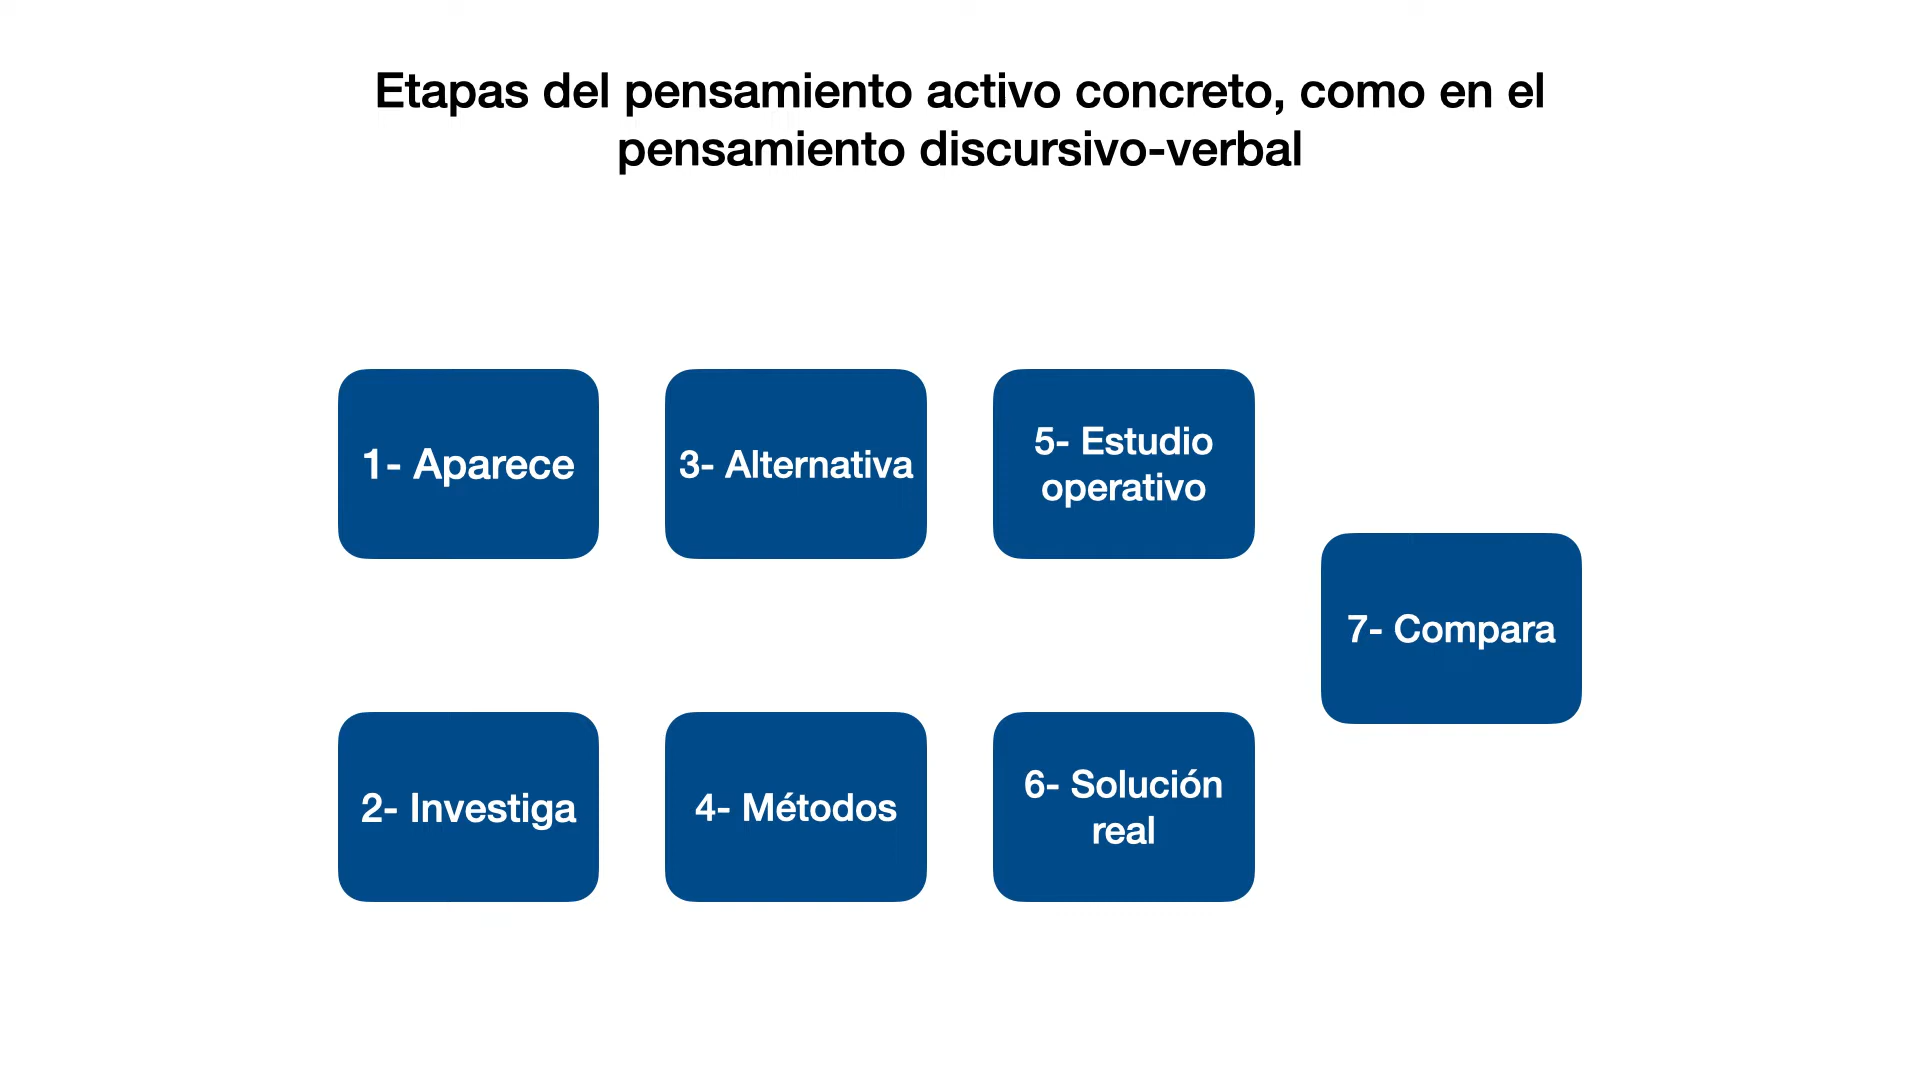 Etapas del pensamiento activo concreto, como en el
pensamiento discursivo-verbal
1- Aparece
2- Investiga
3- Alternativa
4- Métodos
5- Estudio
operativo
6- Solución
real
7- Compara